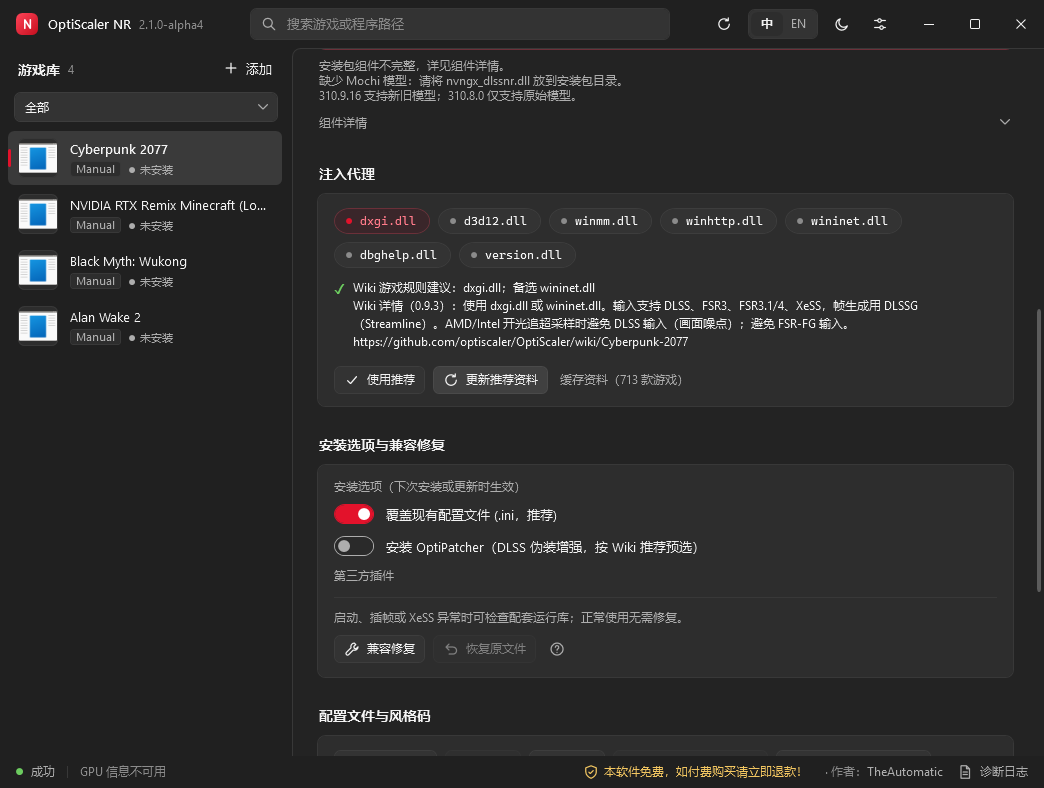 N OptiScaler NR 2.1.0-alpha4
搜索游戏或程序路径
中 EN
游戏库 4
添加
全部
Cyberpunk 2077
Manual 未安装
NVIDIA RTX Remix Minecraft (Lo...
Manual 未安装
Black Myth: Wukong
Manual 未安装
Alan Wake 2
Manual 未安装
安装包组件不完整，详见组件详情。
缺少 Mochi 模型：请将 nvngx_dlssnr.dll 放到安装包目录。
310.9.16 支持新旧模型；310.8.0 仅支持原始模型。
组件详情
注入代理
dxgi.dll d3d12.dll winmm.dll winhttp.dll wininet.dll
dbghelp.dll version.dll
Wiki 游戏规则建议：dxgi.dll；备选 wininet.dll
Wiki 详情（0.9.3）：使用 dxgi.dll 或 wininet.dll。输入支持 DLSS、FSR3、FSR3.1/4、XeSS，帧生成用 DLSSG
（Streamline）。AMD/Intel 开光追超采样时避免 DLSS 输入（画面噪点）；避免 FSR-FG 输入。
https://github.com/optiscaler/OptiScaler/wiki/Cyberpunk-2077
使用推荐 更新推荐资料 缓存资料（713 款游戏）
安装选项与兼容修复
安装选项（下次安装或更新时生效）
覆盖现有配置文件 (.ini，推荐)
安装 OptiPatcher（DLSS 伪装增强，按 Wiki 推荐预选）
第三方插件
启动、插帧或 XeSS 异常时可检查配套运行库；正常使用无需修复。
兼容修复 恢复原文件
配置文件与风格码
成功 GPU 信息不可用
本软件免费，如付费购买请立即退款！ · 作者：TheAutomatic 诊断日志